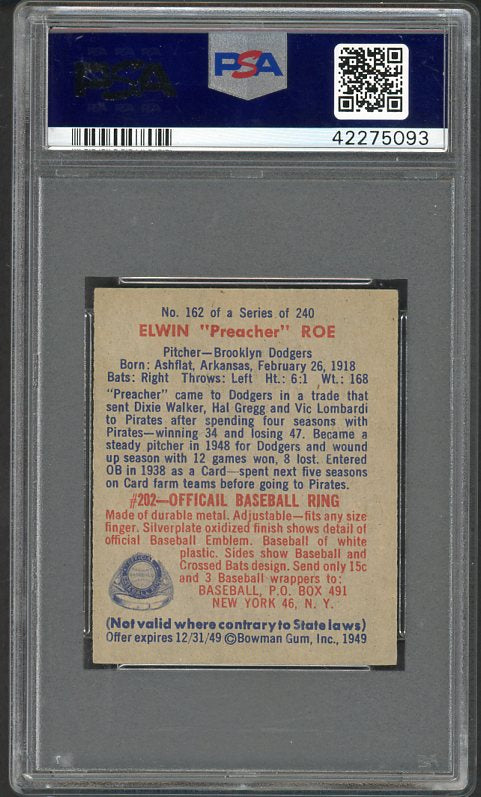 PSA
PSA
42275093
No. 162 of a Series of 240
ELWIN "Preacher" ROE
Pitcher—Brooklyn Dodgers
Born: Ashflat, Arkansas, February 26, 1918
Bats: Right Throws: Left Ht.: 6:1 Wt.: 168
"Preacher" came to Dodgers in a trade that
sent Dixie Walker, Hal Gregg and Vic Lombardi
to Pirates after spending four seasons with
Pirates—winning 34 and losing 47. Became a
steady pitcher in 1948 for Dodgers and wound
up season with 12 games won, 8 lost. Entered
OB in 1938 as a Card—spent next five seasons
on Card farm teams before going to Pirates.
#202—OFFICAIL BASEBALL RING
Made of durable metal. Adjustable—fits any size
finger. Silverplate oxidized finish shows detail of
official Baseball Emblem. Baseball of white
plastic. Sides show Baseball and
Crossed Bats design. Send only 15c
and 3 Baseball wrappers to:
BASEBALL, P.O. BOX 491
NEW YORK 46, N. Y.
(Not valid where contrary to State laws)
Offer expires 12/31/49 ©Bowman Gum, Inc., 1949